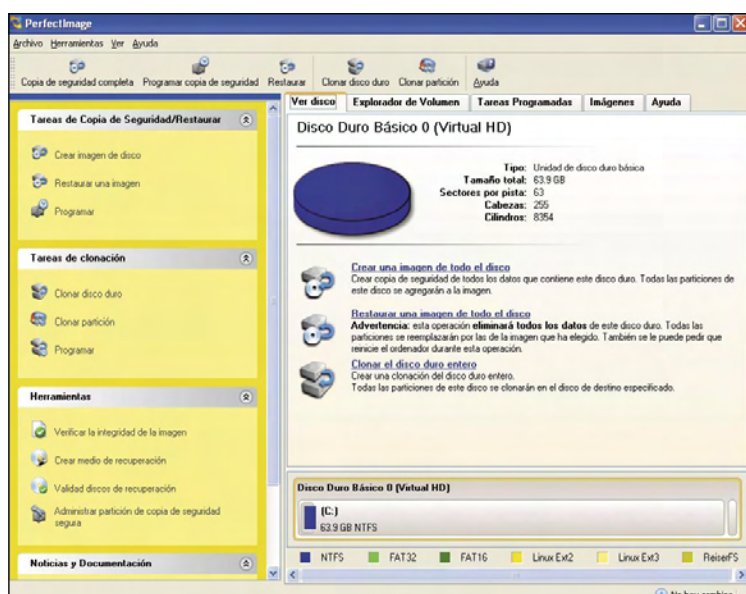 PerfectImage
Archivo Herramientas Ver Ayuda
Copia de seguridad completa Programar copia de seguridad Restaurar Clonar disco duro Clonar partición Ayuda
Ver disco Explorador de Volumen Tareas Programadas Imágenes Ayuda
Tareas de Copia de Seguridad/Restaurar
Crear imagen de disco
Restaurar una imagen
Programar
Tareas de clonación
Clonar disco duro
Clonar partición
Programar
Herramientas
Verificar la integridad de la imagen
Crear medio de recuperación
Validad discos de recuperación
Administrar partición de copia de seguridad
segura
Noticias y Documentación
Disco Duro Básico 0 (Virtual HD)
Tipo: Unidad de disco duro básica
Tamaño total: 63.9 GB
Sectores por pista: 63
Cabezas: 255
Cilindros: 8354
Crear una imagen de todo el disco
Crear copia de seguridad de todos los datos que contiene este disco duro. Todas las particiones de
este disco se agregarán a la imagen.
Restaurar una imagen de todo el disco
Advertencia: esta operación eliminará todos los datos de este disco duro. Todas las
particiones se reemplazarán por las de la imagen que ha elegido. También se le puede pedir que
reinicie el ordenador durante esta operación.
Clonar el disco duro entero
Crear una clonación del disco duro entero.
Todas las particiones de este disco se clonarán en el disco de destino especificado.
Disco Duro Básico 0 (Virtual HD)
(C:)
63.9 GB NTFS
NTFS FAT32 FAT16 Linux Ext2 Linux Ext3 ReiserFS